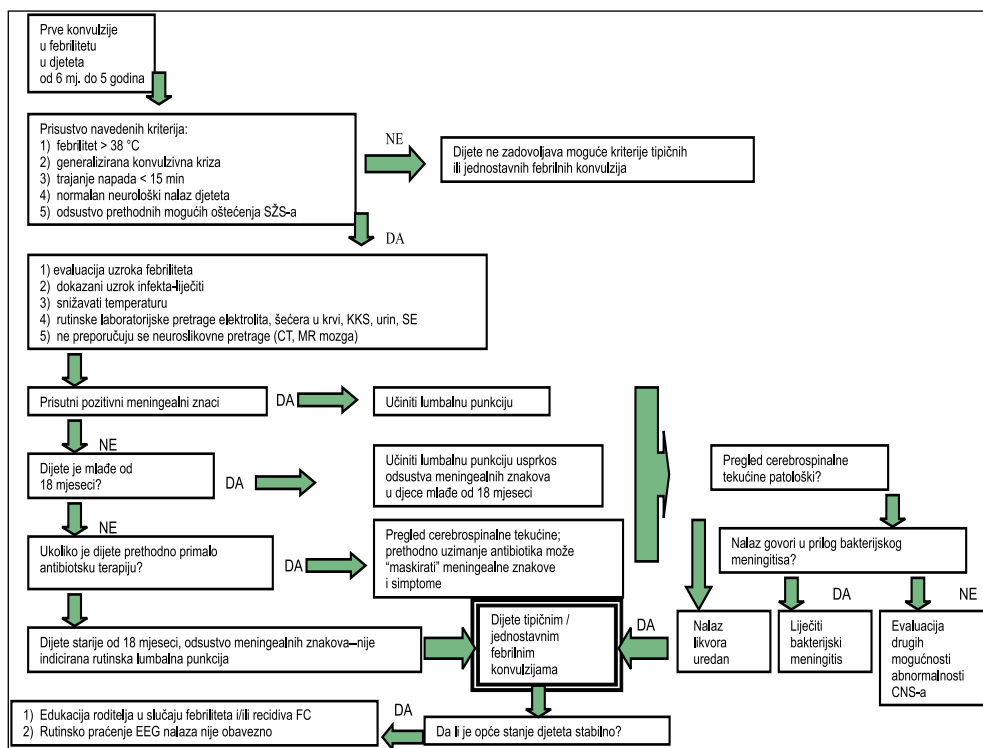 Prve konvulzije
u febrilitetu
u djeteta
od 6 mj. do 5 godina
Prisustvo navedenih kriterija:
1) febrilitet > 38 °C
2) generalizirana konvulzivna kriza
3) trajanje napada < 15 min
4) normalan neurološki nalaz djeteta
5) odsustvo prethodnih mogućih oštećenja SŽS-a
NE
Dijete ne zadovoljava moguće kriterije tipičnih
ili jednostavnih febrilnih konvulzija
DA
1) evaluacija uzroka febriliteta
2) dokazani uzrok infekta-liječiti
3) snižavati temperaturu
4) rutinske laboratorijske pretrage elektrolita, šećera u krvi, KKS, urin, SE
5) ne preporučuju se neuroslikovne pretrage (CT, MR mozga)
Prisutni pozitivni meningealni znaci
DA
Učiniti lumbalnu punkciju
NE
Dijete je mlađe od
18 mjeseci?
DA
Učiniti lumbalnu punkciju usprkos
odsustva meningealnih znakova
u djece mlađe od 18 mjeseci
Pregled cerebrospinalne
tekućine patološki?
NE
Ukoliko je dijete prethodno primalo
antibiotsku terapiju?
DA
Pregled cerebrospinalne tekućine;
prethodno uzimanje antibiotika može
"maskirati" meningealne znakove
i simptome
Nalaz govori u prilog bakterijskog
meningitisa?
DA
NE
Dijete starije od 18 mjeseci, odsustvo meningealnih znakova–nije
indicirana rutinska lumbalna punkcija
Dijete tipičnim /
jednostavnim
febrilnim
konvulzijama
DA
Nalaz
likvora
uredan
Liječiti
bakterijski
meningitis
Evaluacija
drugih
mogućnosti
abnormalnosti
CNS-a
1) Edukacija roditelja u slučaju febriliteta i/ili recidiva FC
2) Rutinsko praćenje EEG nalaza nije obavezno
DA
Da li je opće stanje djeteta stabilno?